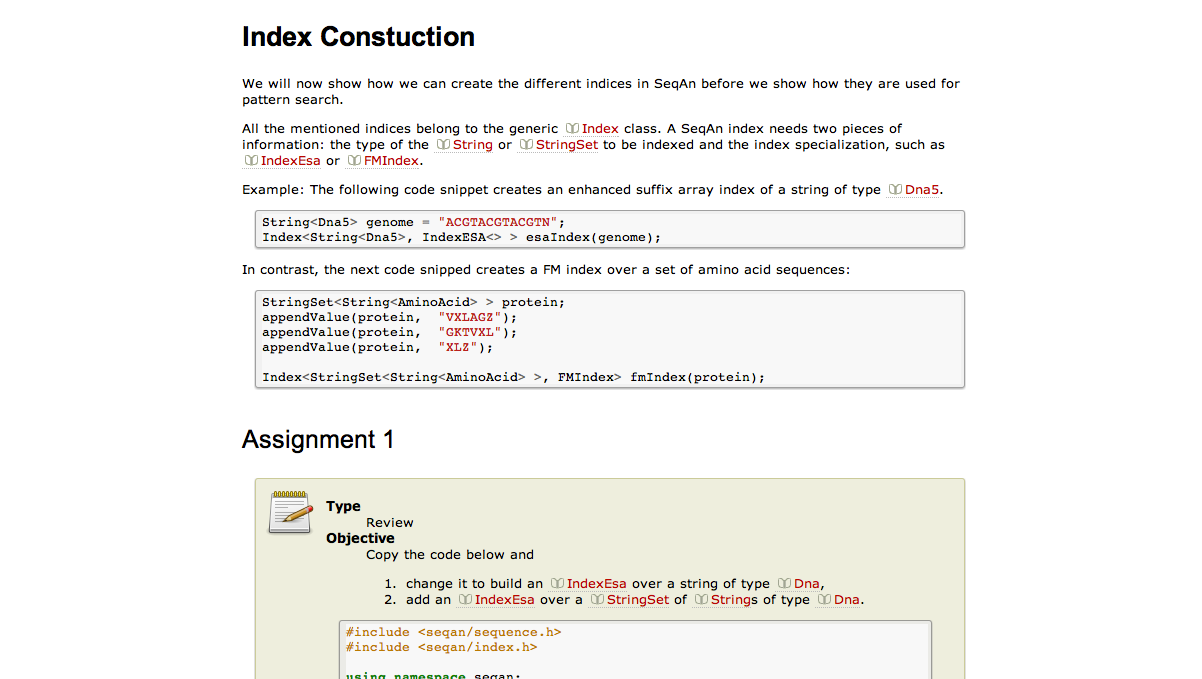 Index Constuction
We will now show how we can create the different indices in SeqAn before we show how they are used for
pattern search.
All the mentioned indices belong to the generic Index class. A SeqAn index needs two pieces of
information: the type of the String or StringSet to be indexed and the index specialization, such as
IndexEsa or FMIndex.
Example: The following code snippet creates an enhanced suffix array index of a string of type Dna5.
String<Dna5> genome = "ACGTACGTACGTN";
Index<String<Dna5>, IndexESA<> > esaIndex(genome);
In contrast, the next code snipped creates a FM index over a set of amino acid sequences:
StringSet<String<AminoAcid> > protein;
appendValue(protein,  "VXLAGZ");
appendValue(protein,  "GKTVXL");
appendValue(protein,  "XLZ");
Index<StringSet<String<AminoAcid> >, FMIndex> fmIndex(protein);
Assignment 1
Type
Review
Objective
Copy the code below and
1. change it to build an IndexEsa over a string of type Dna,
2. add an IndexEsa over a StringSet of Strings of type Dna.
#include <seqan/sequence.h>
#include <seqan/index.h>
using namespace seqan;